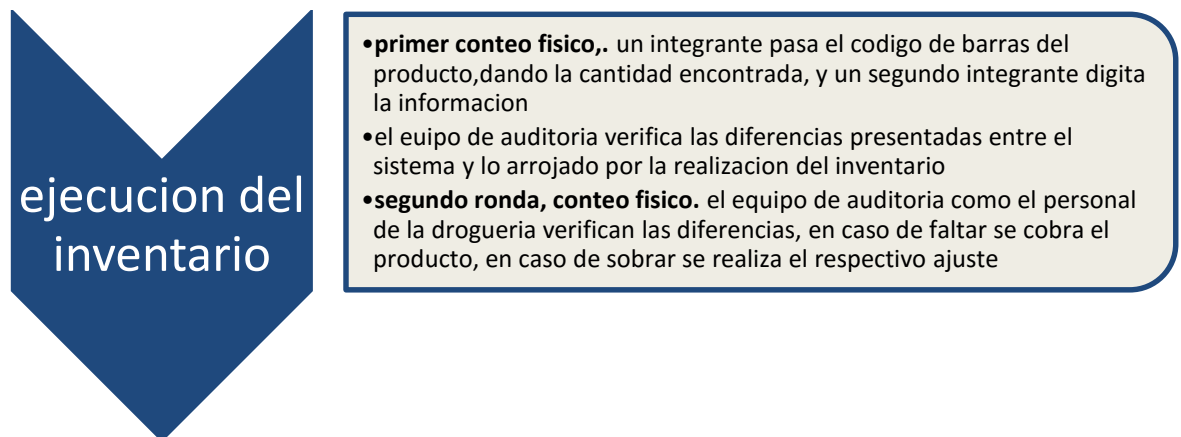 ejecucion del
inventario
•primer conteo fisico,. un integrante pasa el codigo de barras del
producto,dando la cantidad encontrada, y un segundo integrante digita
la informacion
•el euipo de auditoria verifica las diferencias presentadas entre el
sistema y lo arrojado por la realizacion del inventario
•segundo ronda, conteo fisico. el equipo de auditoria como el personal
de la drogueria verifican las diferencias, en caso de faltar se cobra el
producto, en caso de sobrar se realiza el respectivo ajuste